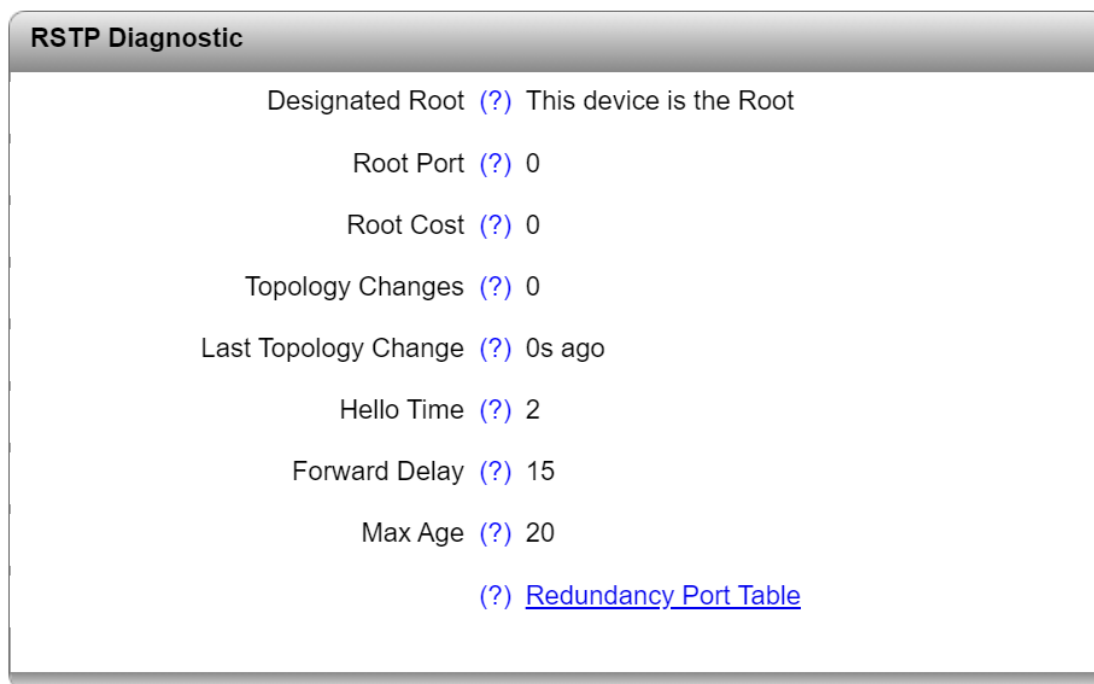 RSTP Diagnostic
Designated Root (?) This device is the Root
Root Port (?) 0
Root Cost (?) 0
Topology Changes (?) 0
Last Topology Change (?) 0s ago
Hello Time (?) 2
Forward Delay (?) 15
Max Age (?) 20
(?) Redundancy Port Table